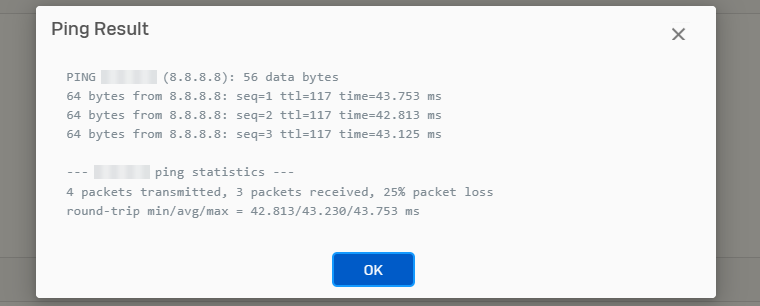 Ping Result
PING (8.8.8.8): 56 data bytes
64 bytes from 8.8.8.8: seq=1 ttl=117 time=43.753 ms
64 bytes from 8.8.8.8: seq=2 ttl=117 time=42.813 ms
64 bytes from 8.8.8.8: seq=3 ttl=117 time=43.125 ms
--- ping statistics ---
4 packets transmitted, 3 packets received, 25% packet loss
round-trip min/avg/max = 42.813/43.230/43.753 ms
OK